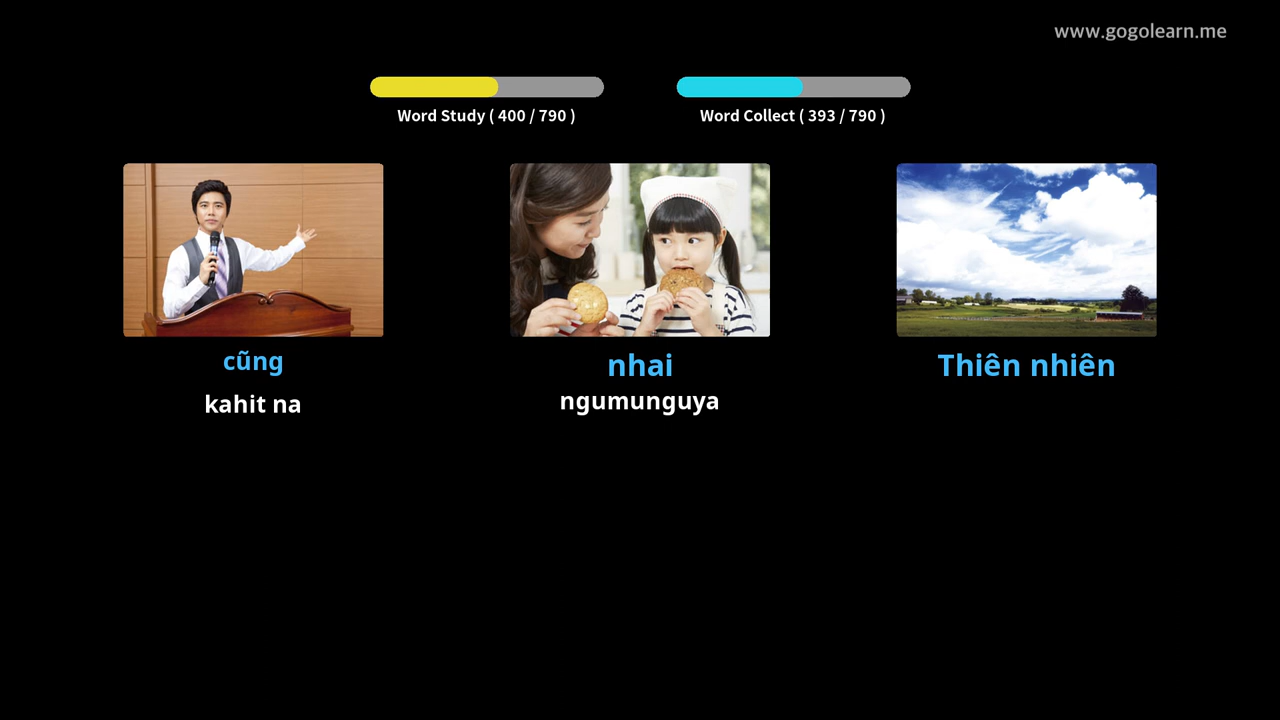 www.gogolearn.me
Word Study ( 400 / 790 )
Word Collect ( 393 / 790 )
cũng
kahit na
nhai
ngumunguya
Thiên nhiên